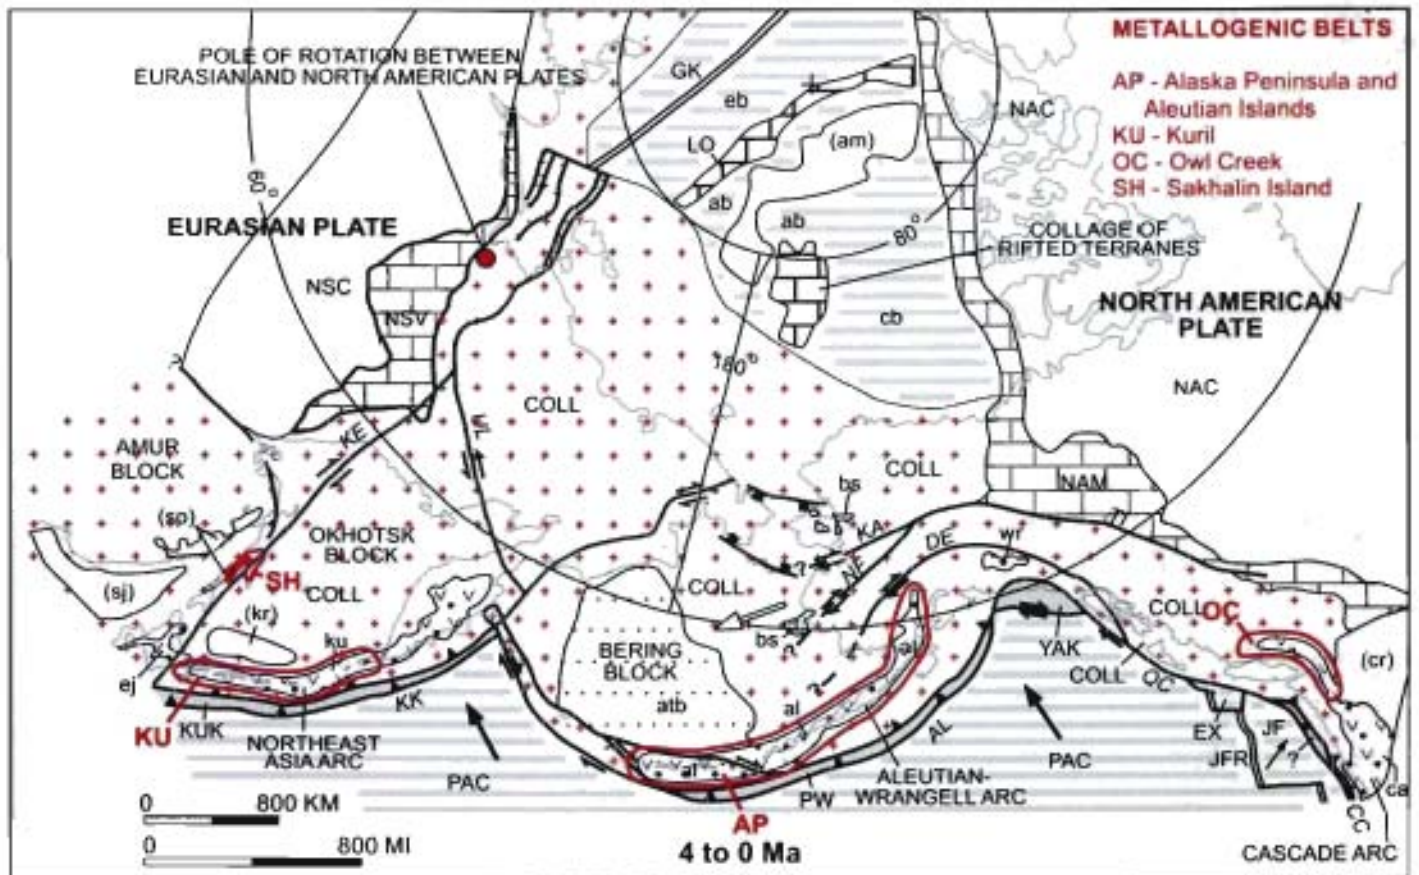 METALLOGENIC BELTS
AP - Alaska Peninsula and
Aleutian Islands
KU - Kuril
OC - Owl Creek
SH - Sakhalin Island
POLE OF ROTATION BETWEEN
EURASIAN AND NORTH AMERICAN PLATES
GK
eb
NAC
LO
(am)
60°
ab
ab
80°
COLLAGE OF
RIFTED TERRANES
EURASIAN PLATE
NSC
NSV
cb
NORTH AMERICAN
PLATE
180°
NAC
COLL
KE
UL
AMUR
BLOCK
COLL
NAM
bs
(sp)
OKHOTSK
BLOCK
KA
DE
wr
TI
NF
SH
(sj)
COLL
COLL
?
COLL
OC
(kr)
ku
bs
?
BERING
BLOCK
YAK
(cr)
ej
KK
atb
?
al
COLL
OC
KU
KUK
NORTHEAST
ASIA ARC
AL
EX
JF
JFR
?
PAC
al
PW
ALEUTIAN-
WRANGELL ARC
PAC
ca
0 800 KM
AP
CC
0 800 MI
4 to 0 Ma
CASCADE ARC